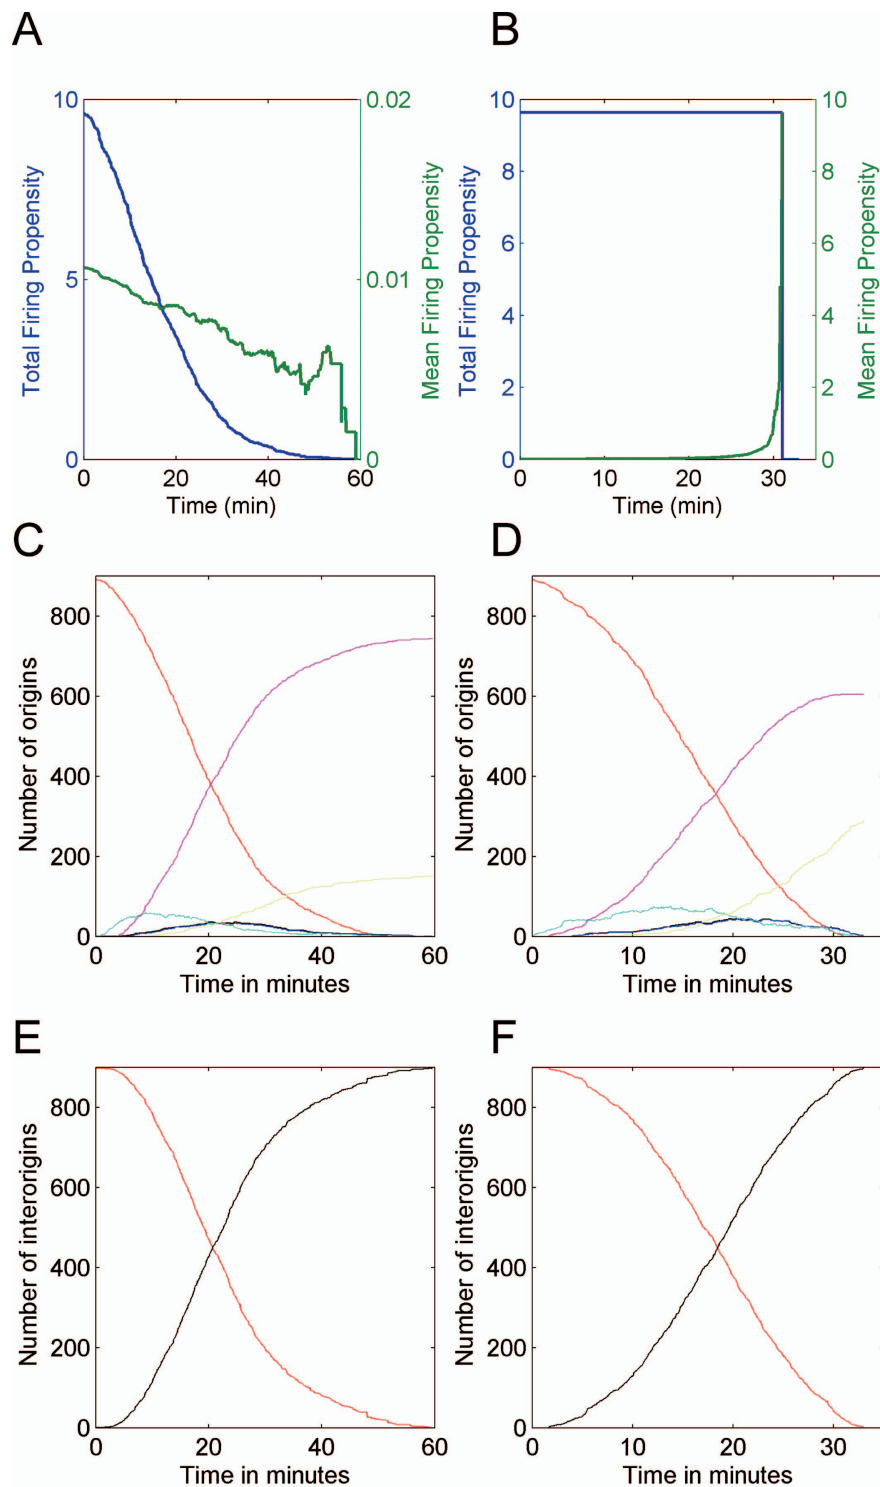 A
B
10
5
0
Total Firing Propensity
0.02
0.01
0
Mean Firing Propensity
0 20 40 60
Time (min)
10
8
6
4
2
0
Total Firing Propensity
10
8
6
4
2
0
Mean Firing Propensity
0 10 20 30
Time (min)
C
D
800
600
400
200
0
Number of origins
0 20 40 60
Time in minutes
800
600
400
200
0
Number of origins
0 10 20 30
Time in minutes
E
F
800
600
400
200
0
Number of interorigins
0 20 40 60
Time in minutes
800
600
400
200
0
Number of interorigins
0 10 20 30
Time in minutes